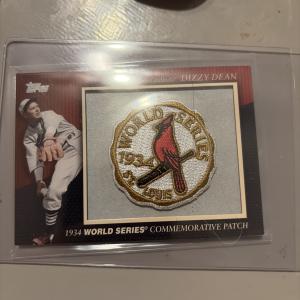 Topps
DIZZY DEAN
WORLD SERIES
1934
St. Louis
1934 WORLD SERIES® COMMEMORATIVE PATCH